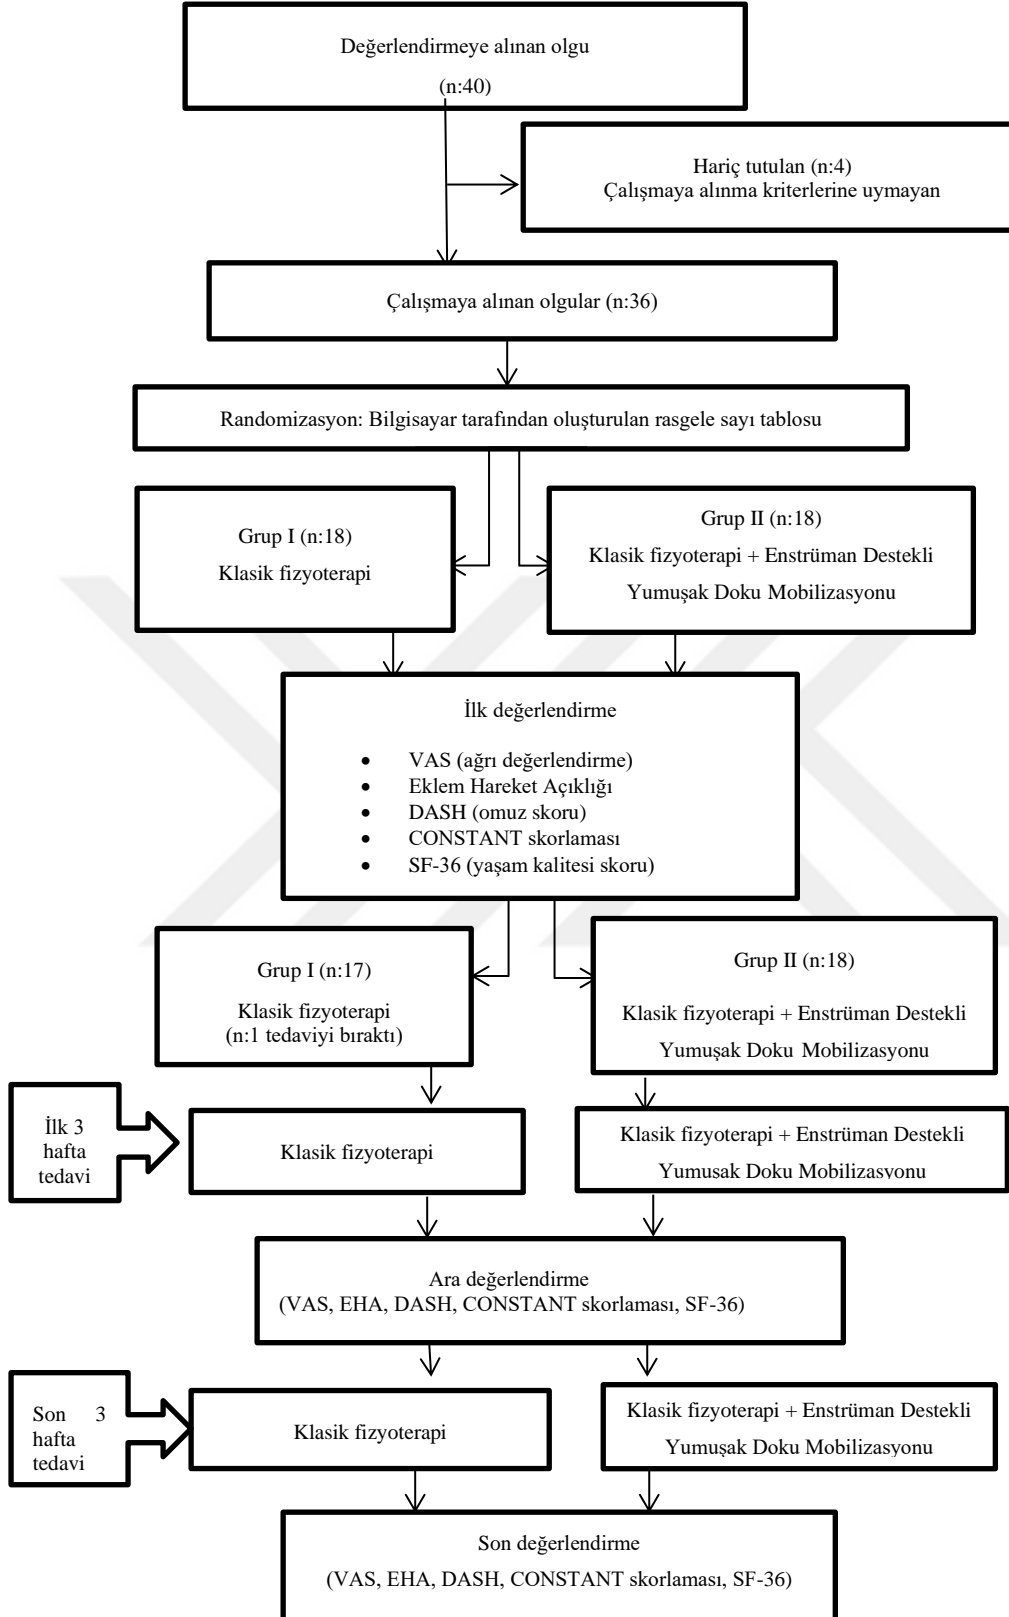 Değerlendirmeye alınan olgu
(n:40)
Hariç tutulan (n:4)
Çalışmaya alınma kriterlerine uymayan
Çalışmaya alınan olgular (n:36)
Randomizasyon: Bilgisayar tarafından oluşturulan rasgele sayı tablosu
Grup I (n:18)
Klasik fizyoterapi
Grup II (n:18)
Klasik fizyoterapi + Enstrüman Destekli
Yumuşak Doku Mobilizasyonu
İlk değerlendirme
• VAS (ağrı değerlendirme)
• Eklem Hareket Açıklığı
• DASH (omuz skoru)
• CONSTANT skorlaması
• SF-36 (yaşam kalitesi skoru)
Grup I (n:17)
Klasik fizyoterapi
(n:1 tedaviyi bıraktı)
Grup II (n:18)
Klasik fizyoterapi + Enstrüman Destekli
Yumuşak Doku Mobilizasyonu
İlk 3
hafta
tedavi
Klasik fizyoterapi
Klasik fizyoterapi + Enstrüman Destekli
Yumusak Doku Mobilizasyonu
Ara değerlendirme
(VAS, EHA, DASH, CONSTANT skorlaması, SF-36)
Son 3
hafta
tedavi
Klasik fizyoterapi
Klasik fizyoterapi + Enstrüman Destekli
Yumuşak Doku Mobilizasyonu
Son değerlendirme
(VAS, EHA, DASH, CONSTANT skorlaması, SF-36)